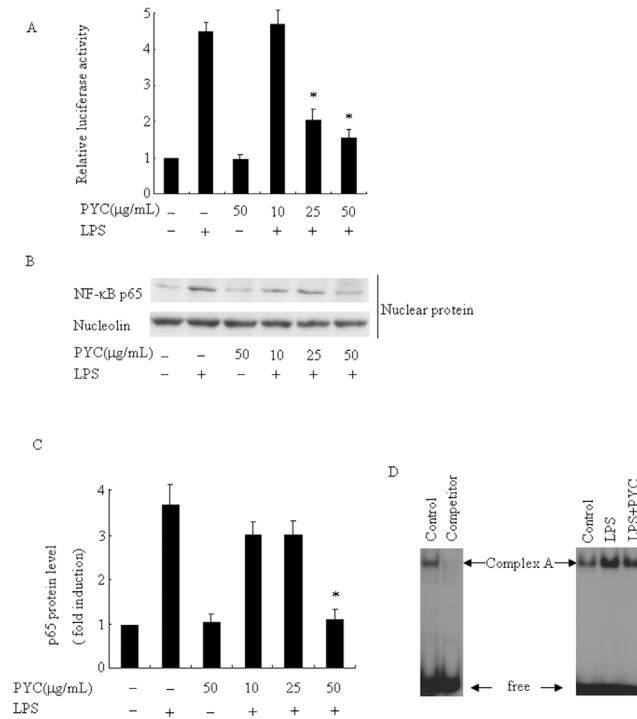 A
Relative luciferase activity
5
4
3
2
1
0
*
*
PYC(μg/mL) – – 50 10 25 50
LPS – + – + + +
B
NF-κB p65
Nucleolin
Nuclear protein
PYC(μg/mL) – – 50 10 25 50
LPS – + – + + +
C
p65 protein level
( fold induction)
4
3
2
1
0
*
PYC(μg/mL) – – 50 10 25 50
LPS – + – + + +
D
Control
Competitor
Control
LPS
LPS+PYC
Complex A
free